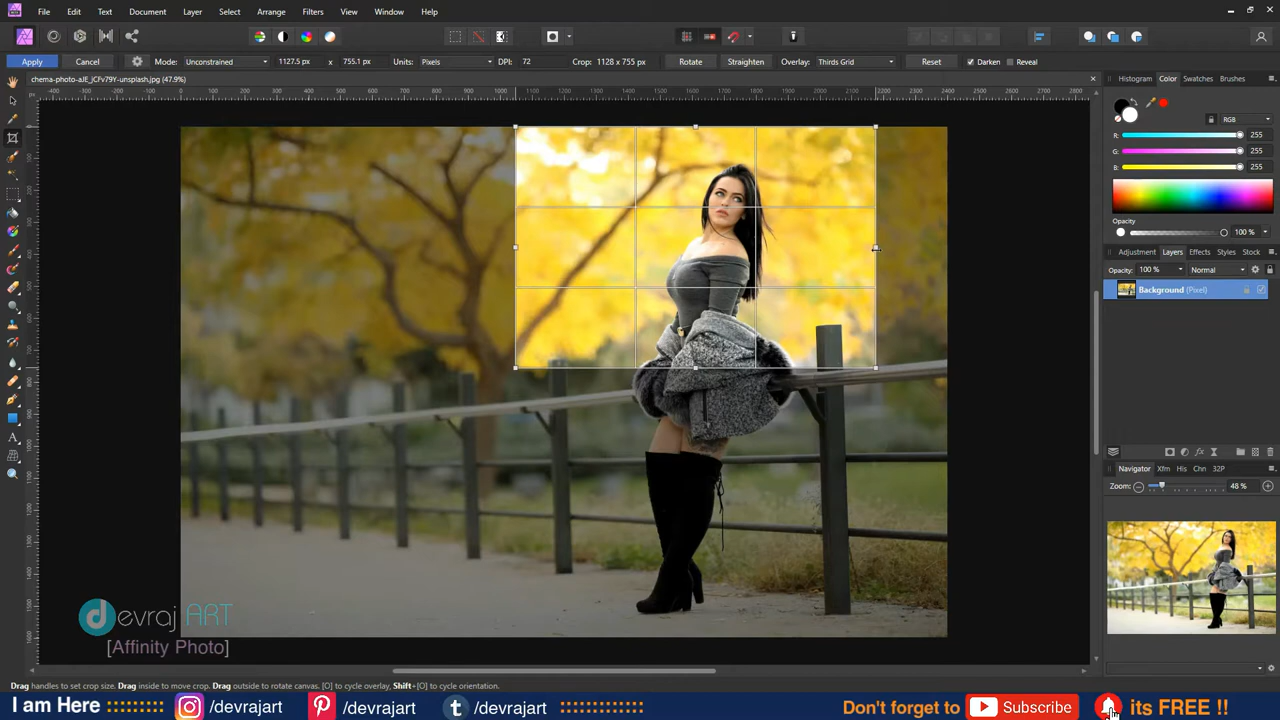 File Edit Text Document Layer Select Arrange Filters View Window Help
Apply Cancel Mode: Unconstrained 1127.5 px x 755.1 px Units: Pixels DPI: 72 Crop: 1128 x 755 px Rotate Straighten Overlay: Thirds Grid Reset Darken Reveal
chema-photo-aJE_jCFv79Y-unsplash.jpg (47.9%)
Histogram Color Swatches Brushes
RGB
R: 255
G: 255
B: 255
Opacity
100 %
Adjustment Layers Effects Styles Stock
Opacity: 100 % Normal
Background (Pixel)
Navigator Xfm His Chn 32P
Zoom: 48 %
devraj ART
[Affinity Photo]
Drag handles to set crop size. Drag inside to move crop. Drag outside to rotate canvas. [O] to cycle overlay, Shift+[O] to cycle orientation.
I am Here /devrajart /devrajart /devrajart Don't forget to Subscribe its FREE !!